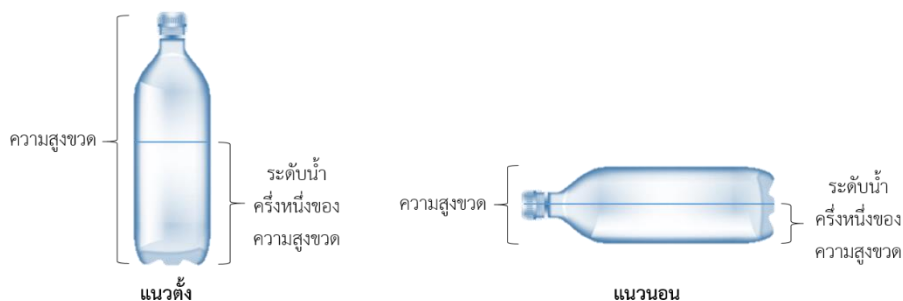 ความสูงขวด
ระดับน้ำ
ครึ่งหนึ่งของ
ความสูงขวด
แนวตั้ง
ความสูงขวด
ระดับน้ำ
ครึ่งหนึ่งของ
ความสูงขวด
แนวนอน